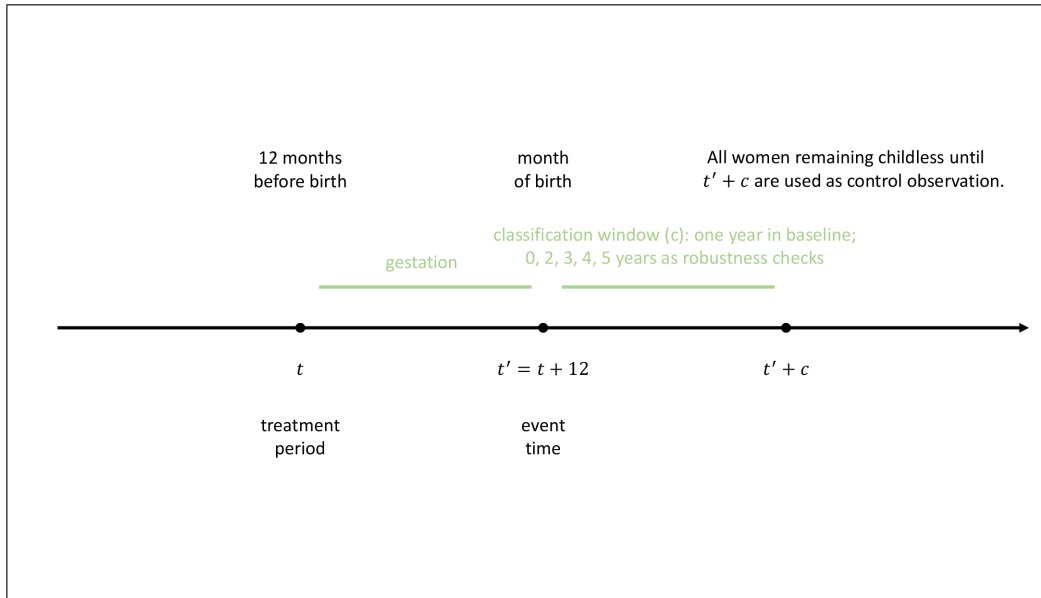 12 months
before birth
month
of birth
All women remaining childless until
t′ + c are used as control observation.
gestation
classification window (c): one year in baseline;
0, 2, 3, 4, 5 years as robustness checks
t
t′ = t + 12
t′ + c
treatment
period
event
time